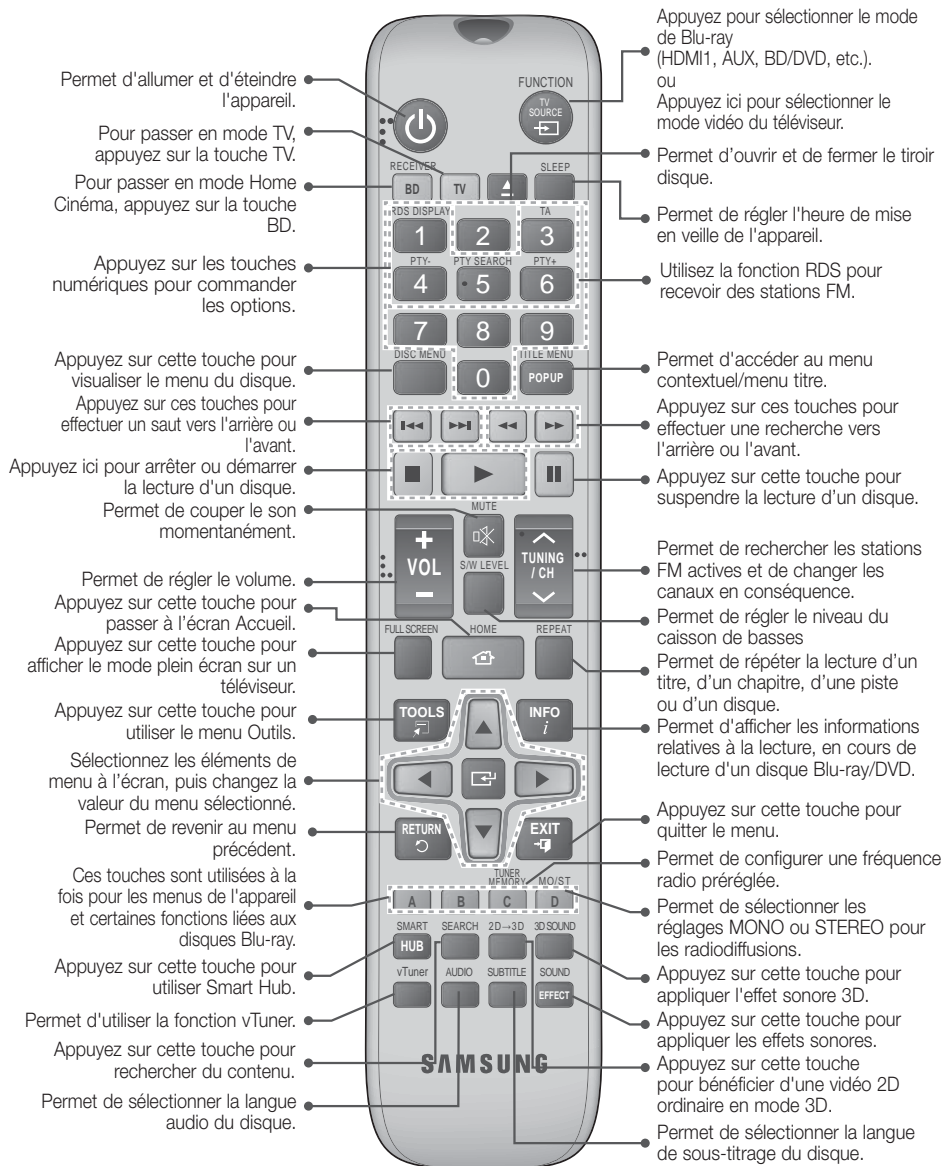 Permet d'allumer et d'éteindre
l'appareil.
Pour passer en mode TV,
appuyez sur la touche TV.
Pour passer en mode Home
Cinéma, appuyez sur la touche
BD.
Appuyez sur les touches
numériques pour commander
les options.
Appuyez sur cette touche pour
visualiser le menu du disque.
Appuyez sur ces touches pour
effectuer un saut vers l'arrière ou
l'avant.
Appuyez ici pour arrêter ou démarrer
la lecture d'un disque.
Permet de couper le son
momentanément.
Permet de régler le volume.
Appuyez sur cette touche pour
passer à l'écran Accueil.
Appuyez sur cette touche pour
afficher le mode plein écran sur un
téléviseur.
Appuyez sur cette touche pour
utiliser le menu Outils.
Sélectionnez les éléments de
menu à l'écran, puis changez la
valeur du menu sélectionné.
Permet de revenir au menu
précédent.
Ces touches sont utilisées à la
fois pour les menus de l'appareil
et certaines fonctions liées aux
disques Blu-ray.
Appuyez sur cette touche pour
utiliser Smart Hub.
Permet d'utiliser la fonction vTuner.
Appuyez sur cette touche pour
rechercher du contenu.
Permet de sélectionner la langue
audio du disque.
FUNCTION
TV
SOURCE
RECEIVER
SLEEP
BD
TV
RDS DISPLAY
TA
1
2
3
PTY-
PTY SEARCH
PTY+
4
5
6
7
8
9
DISC MENU
TITLE MENU
0
POPUP
MUTE
VOL
TUNING
/ CH
S/W LEVEL
FULL SCREEN
HOME
REPEAT
TOOLS
INFO
i
RETURN
EXIT
TUNER
MEMORY
MO/ST
A
B
C
D
SMART
SEARCH
2D→3D
3D SOUND
HUB
vTuner
AUDIO
SUBTITLE
SOUND
EFFECT
SAMSUNG
Appuyez pour sélectionner le mode
de Blu-ray
(HDMI1, AUX, BD/DVD, etc.).
ou
Appuyez ici pour sélectionner le
mode vidéo du téléviseur.
Permet d'ouvrir et de fermer le tiroir
disque.
Permet de régler l'heure de mise
en veille de l'appareil.
Utilisez la fonction RDS pour
recevoir des stations FM.
Permet d'accéder au menu
contextuel/menu titre.
Appuyez sur ces touches pour
effectuer une recherche vers
l'arrière ou l'avant.
Appuyez sur cette touche pour
suspendre la lecture d'un disque.
Permet de rechercher les stations
FM actives et de changer les
canaux en conséquence.
Permet de régler le niveau du
caisson de basses
Permet de répéter la lecture d'un
titre, d'un chapitre, d'une piste
ou d'un disque.
Permet d'afficher les informations
relatives à la lecture, en cours de
lecture d'un disque Blu-ray/DVD.
Appuyez sur cette touche pour
quitter le menu.
Permet de configurer une fréquence
radio préréglée.
Permet de sélectionner les
réglages MONO ou STEREO pour
les radiodiffusions.
Appuyez sur cette touche pour
appliquer l'effet sonore 3D.
Appuyez sur cette touche pour
appliquer les effets sonores.
Appuyez sur cette touche
pour bénéficier d'une vidéo 2D
ordinaire en mode 3D.
Permet de sélectionner la langue
de sous-titrage du disque.